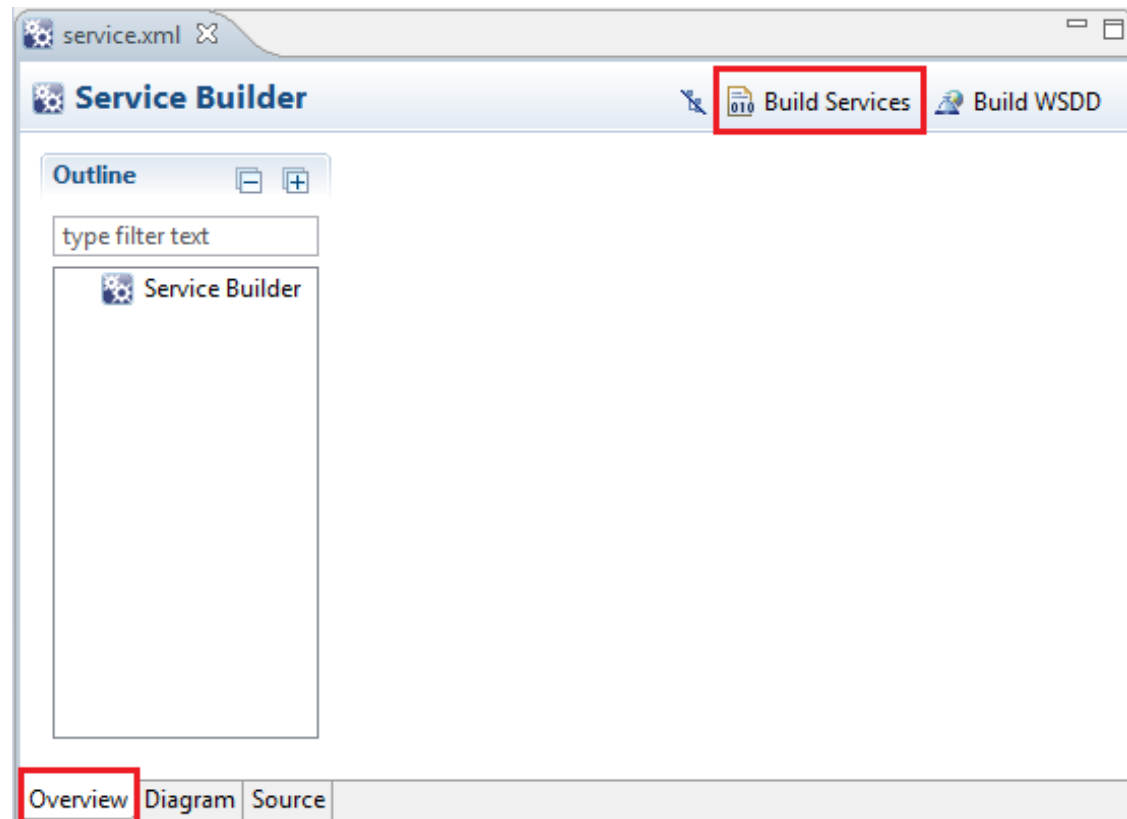 service.xml
Service Builder
Build Services
Build WSDD
Outline
type filter text
Service Builder
Overview Diagram Source